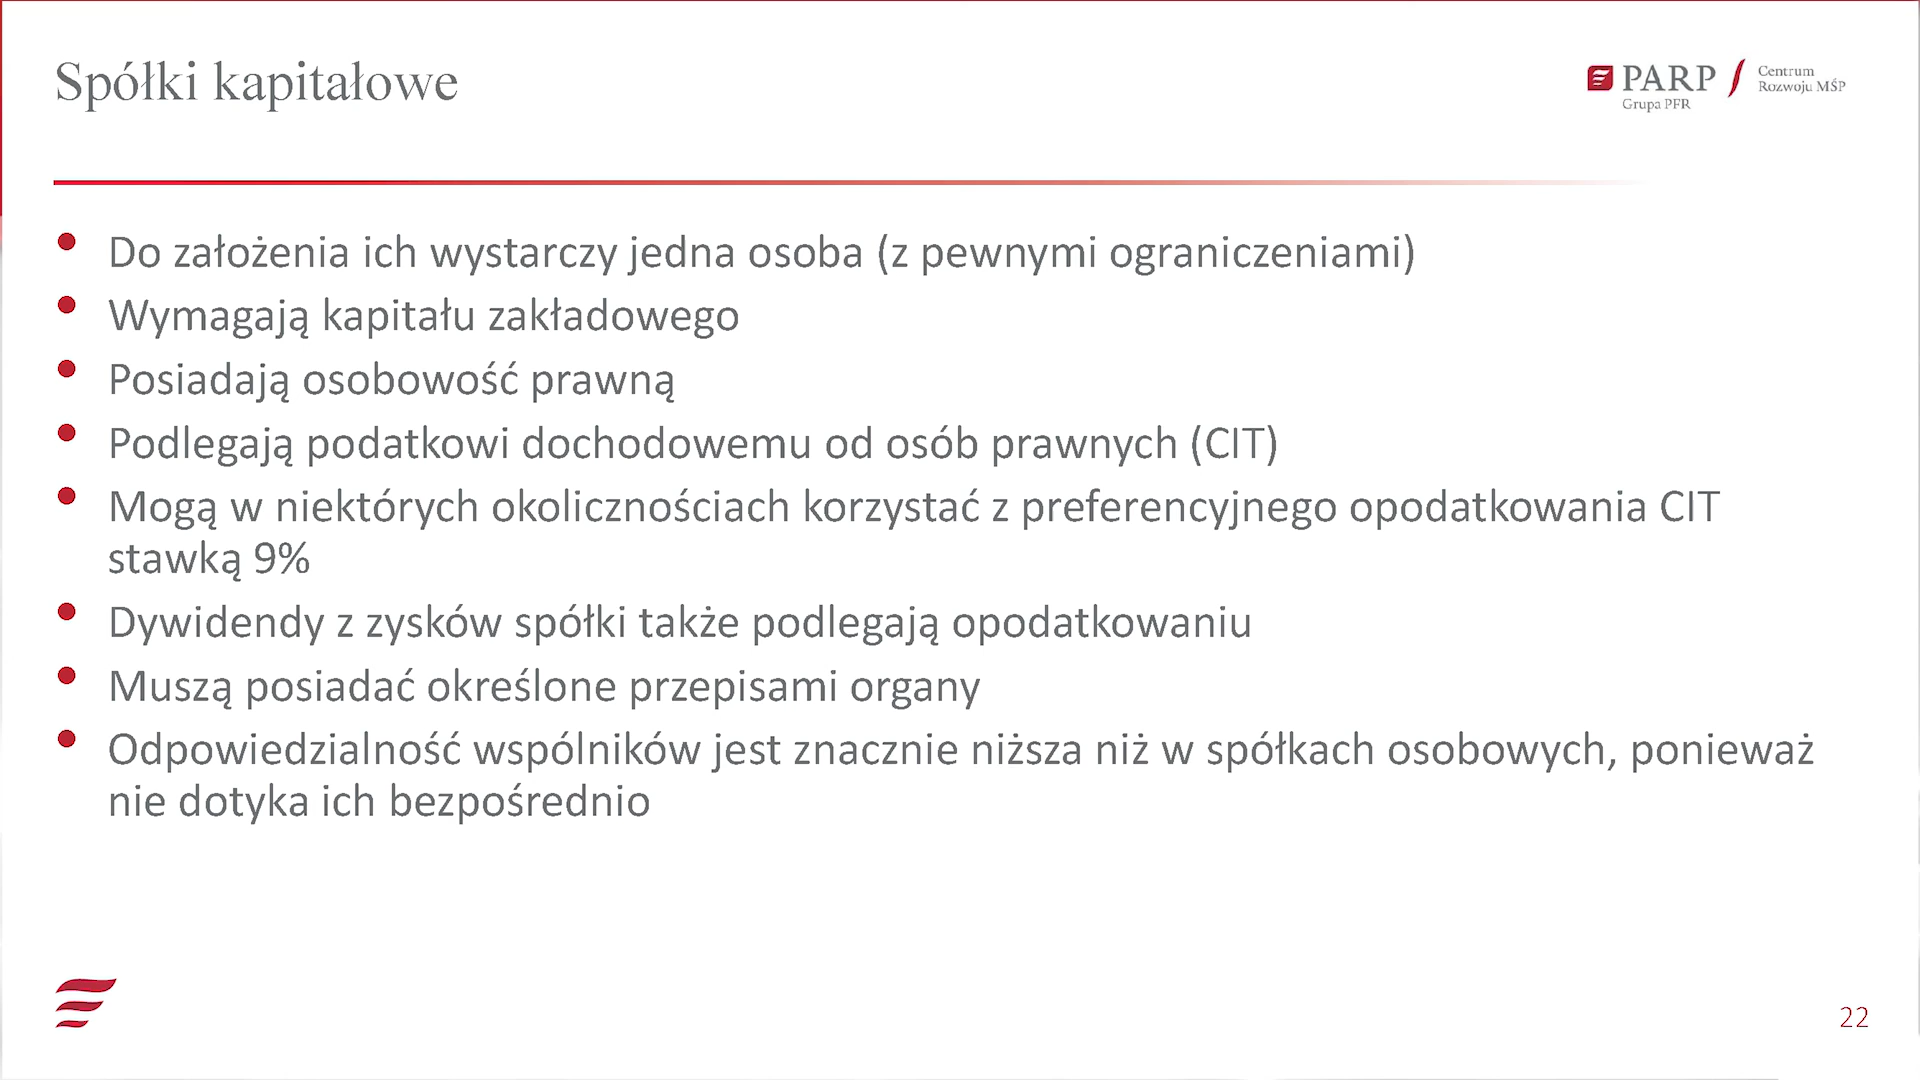 Spółki kapitałowe
PARP
Grupa PFR
Centrum
Rozwoju MŚP
• Do założenia ich wystarczy jedna osoba (z pewnymi ograniczeniami)
• Wymagają kapitału zakładowego
• Posiadają osobowość prawną
• Podlegają podatkowi dochodowemu od osób prawnych (CIT)
• Mogą w niektórych okolicznościach korzystać z preferencyjnego opodatkowania CIT
stawką 9%
• Dywidendy z zysków spółki także podlegają opodatkowaniu
• Muszą posiadać określone przepisami organy
• Odpowiedzialność wspólników jest znacznie niższa niż w spółkach osobowych, ponieważ
nie dotyka ich bezpośrednio
22